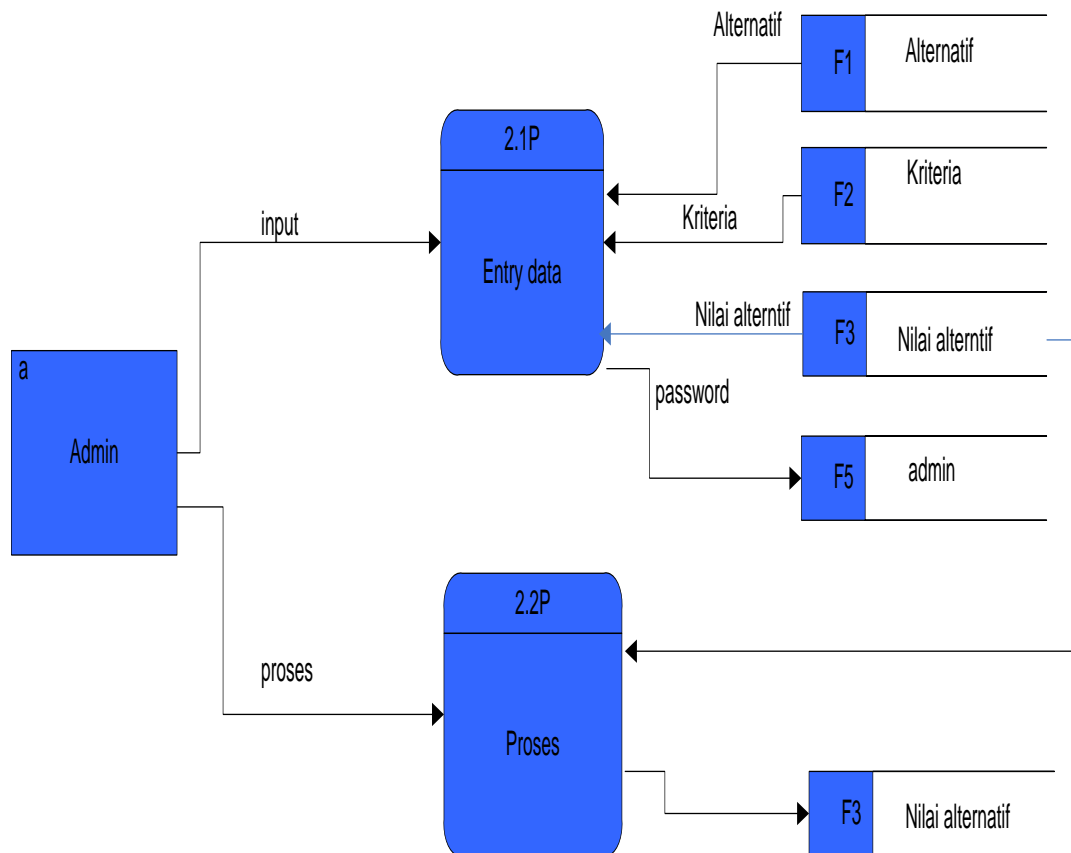 Alternatif
F1
Alternatif
2.1P
F2
Kriteria
input
Kriteria
Entry data
Nilai alterntif
F3
Nilai alterntif
a
Admin
password
F5
admin
2.2P
proses
Proses
F3
Nilai alternatif